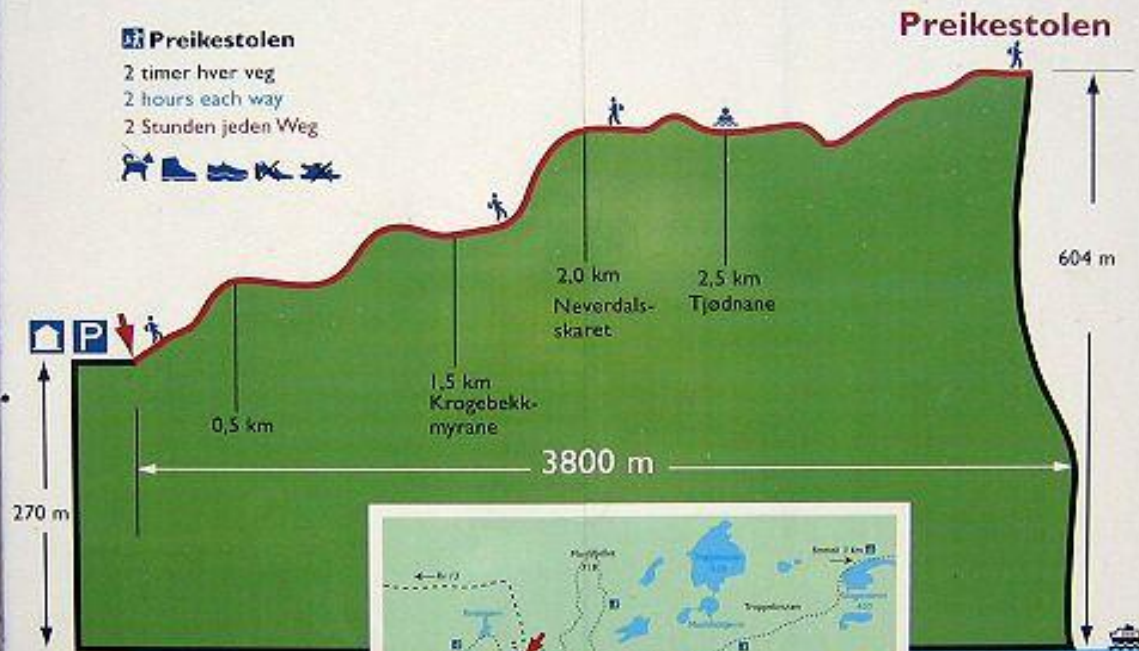 Preikestolen
Preikestolen
2 timer hver veg
2 hours each way
2 Stunden jeden Weg
P
2,0 km
Neverdals-
skaret
2,5 km
Tjødnane
604 m
1,5 km
Krogebekk-
myrane
0,5 km
3800 m
270 m